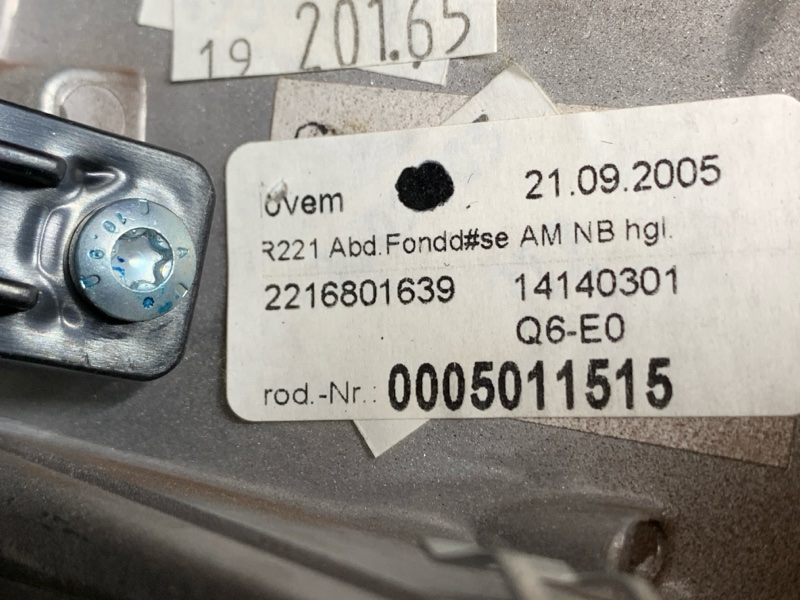 19 201.65
ovem 21.09.2005
R221 Abd.Fondd#se AM NB hgl.
2216801639 14140301
Q6-E0
rod.-Nr.: 0005011515